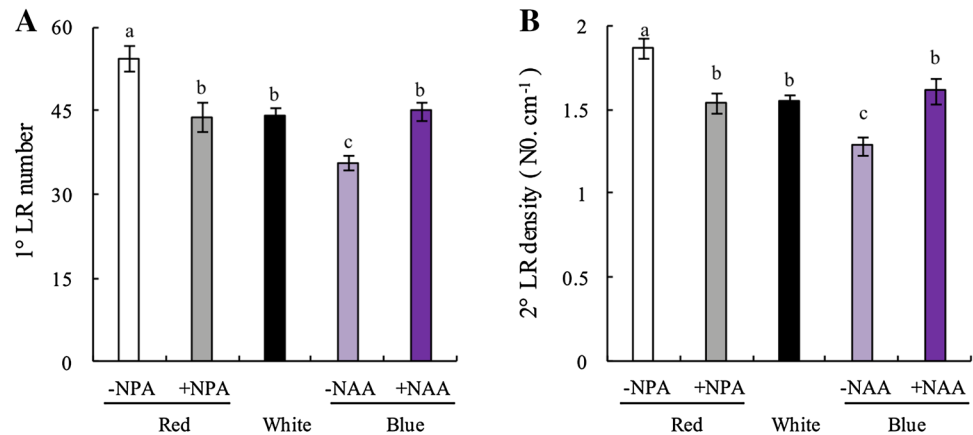 A
1° LR number
60
45
30
15
0
a
b
b
c
b
-NPA +NPA -NAA +NAA
Red White Blue
B
2° LR density ( N0. cm-1 )
2
1.5
1
0.5
0
a
b
b
c
b
-NPA +NPA -NAA +NAA
Red White Blue